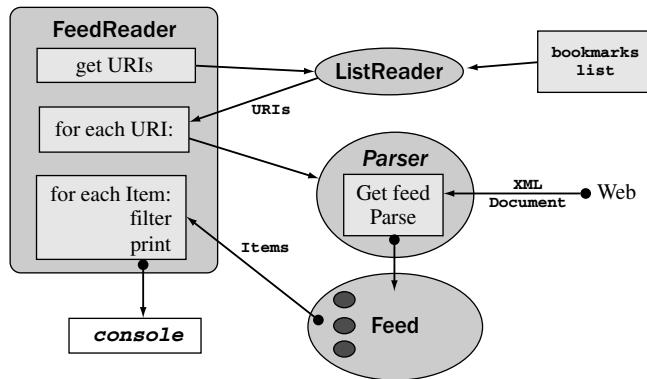 FeedReader
get URIs
ListReader
bookmarks
list
URIs
for each URI:
Parser
Get feed
Parse
XML
Document
Web
for each Item:
filter
print
Items
Feed
console